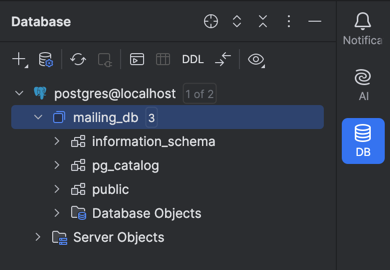 Database
DDL
Notifica
AI
DB
postgres@localhost 1 of 2
mailing_db 3
information_schema
pg_catalog
public
Database Objects
Server Objects